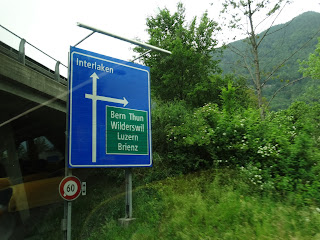 Interlaken
Bern Thun
Wilderswil
Luzern
Brienz
60